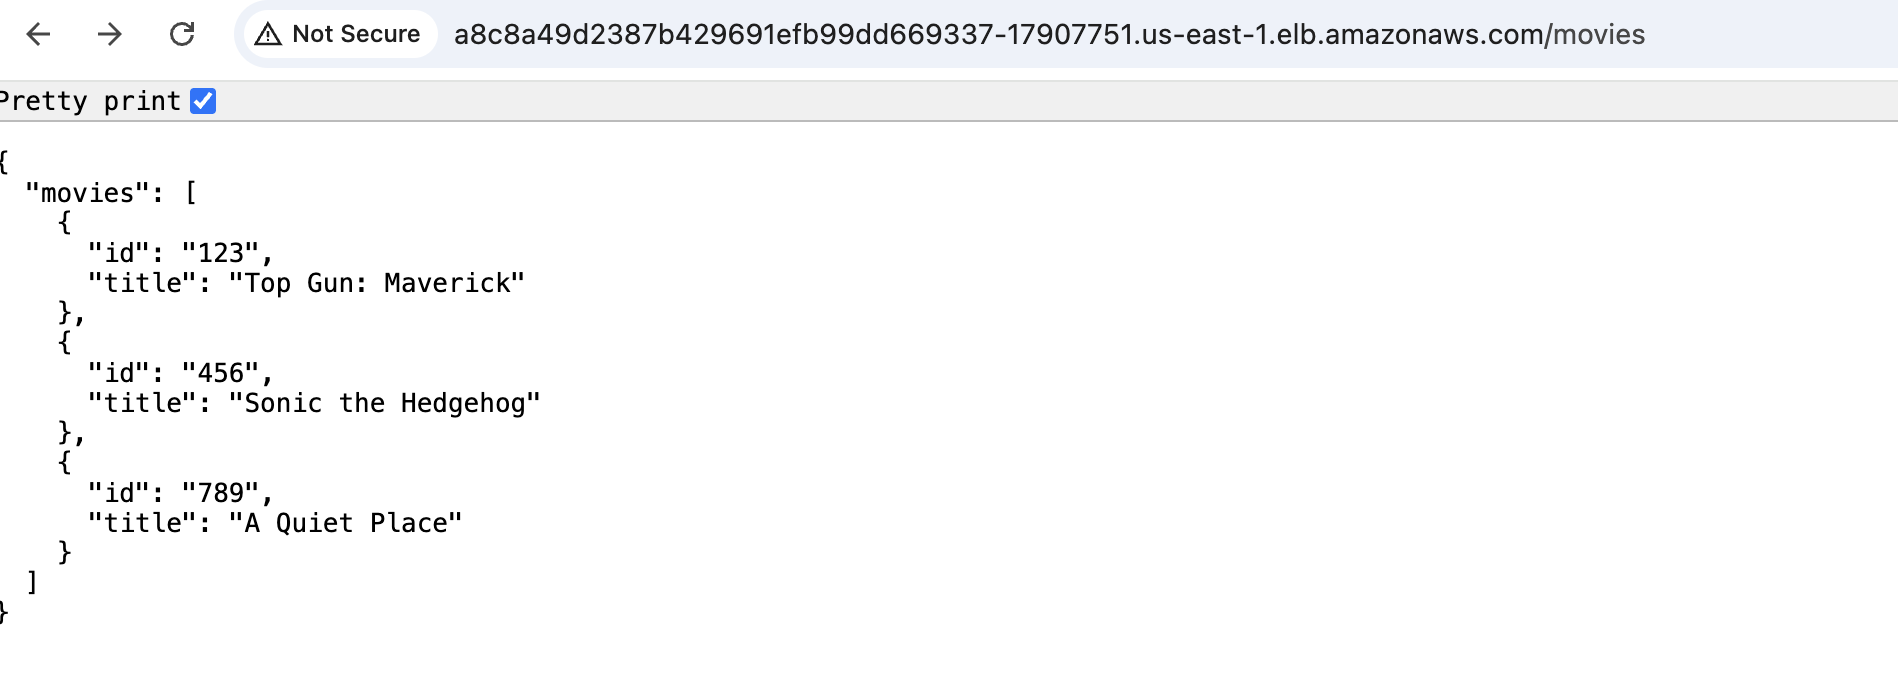 Not Secure a8c8a49d2387b429691efb99dd669337-17907751.us-east-1.elb.amazonaws.com/movies
Pretty print
{
  "movies": [
    {
      "id": "123",
      "title": "Top Gun: Maverick"
    },
    {
      "id": "456",
      "title": "Sonic the Hedgehog"
    },
    {
      "id": "789",
      "title": "A Quiet Place"
    }
  ]
}